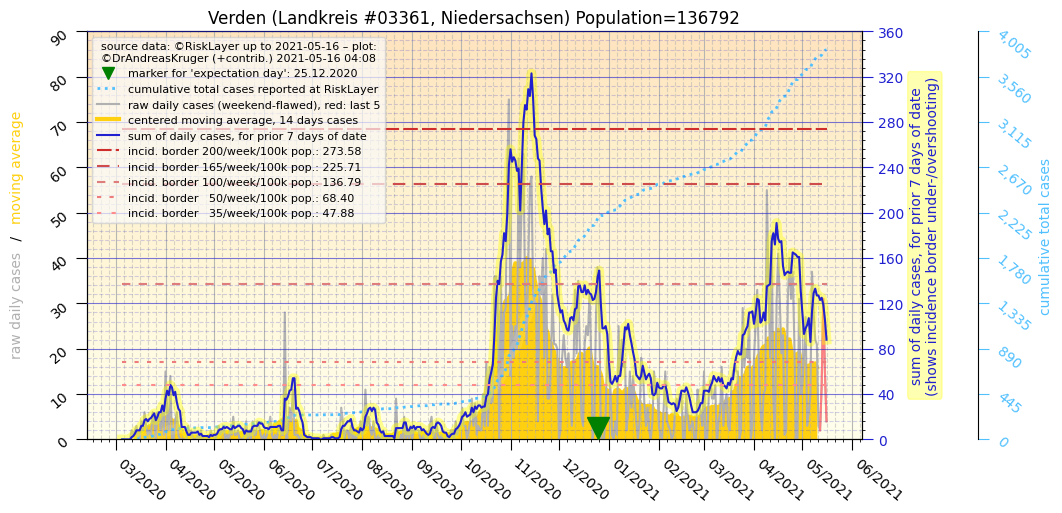 Verden (Landkreis #03361, Niedersachsen) Population=136792
source data: ©RiskLayer up to 2021-05-16 – plot:
©DrAndreasKruger (+contrib.) 2021-05-16 04:08
marker for 'expectation day': 25.12.2020
cumulative total cases reported at RiskLayer
raw daily cases (weekend-flawed), red: last 5
centered moving average, 14 days cases
sum of daily cases, for prior 7 days of date
incid. border 200/week/100k pop.: 273.58
incid. border 165/week/100k pop.: 225.71
incid. border 100/week/100k pop.: 136.79
incid. border   50/week/100k pop.: 68.40
incid. border   35/week/100k pop.: 47.88
raw daily cases / moving average
90
80
70
60
50
40
30
20
10
0
03/2020
04/2020
05/2020
06/2020
07/2020
08/2020
09/2020
10/2020
11/2020
12/2020
01/2021
02/2021
03/2021
04/2021
05/2021
06/2021
360
320
280
240
200
160
120
80
40
0
sum of daily cases, for prior 7 days of date
(shows incidence border under-/overshooting)
4,005
3,560
3,115
2,670
2,225
1,780
1,335
890
445
0
cumulative total cases